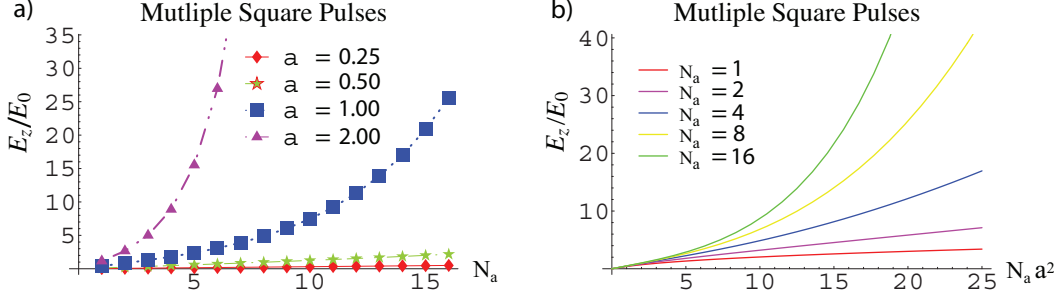 a)
Mutliple Square Pulses
E_z/E_0
35
30
25
20
15
10
5
5
10
15
N_a
a = 0.25
a = 0.50
a = 1.00
a = 2.00
b)
Mutliple Square Pulses
E_z/E_0
40
30
20
10
5
10
15
20
25
N_a a²
N_a = 1
N_a = 2
N_a = 4
N_a = 8
N_a = 16